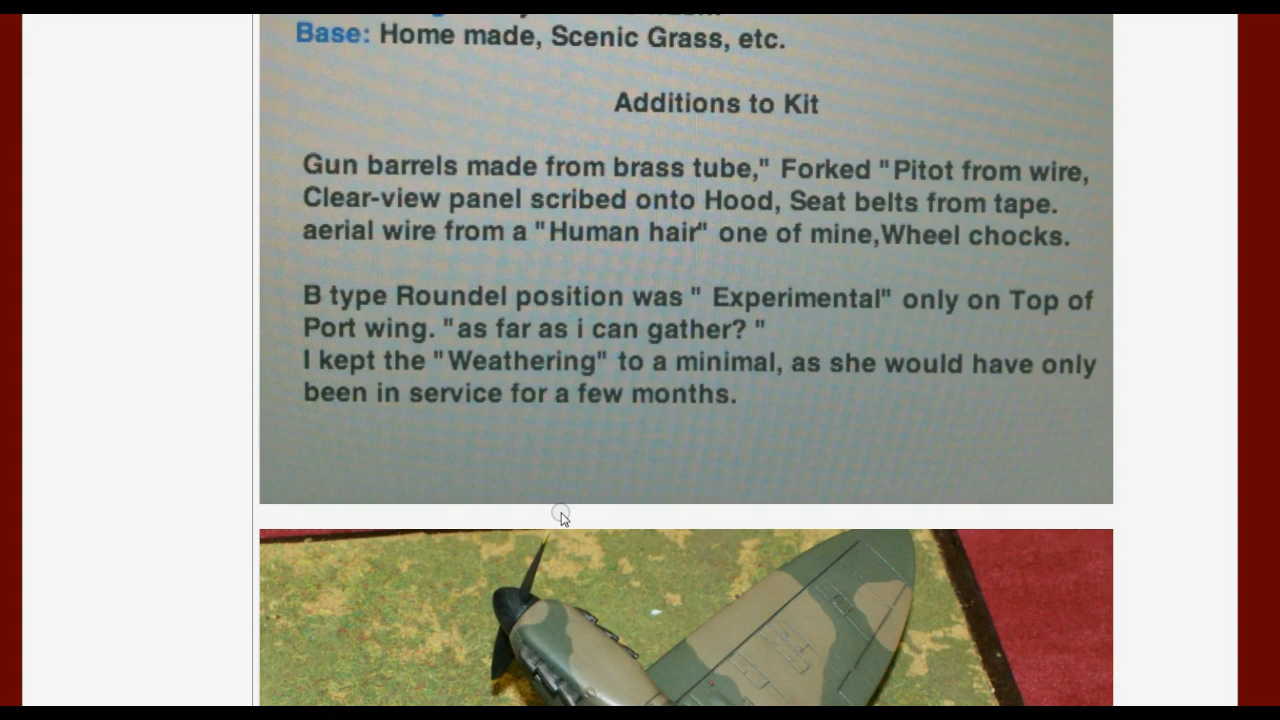 Base: Home made, Scenic Grass, etc.
Additions to Kit
Gun barrels made from brass tube," Forked "Pitot from wire,
Clear-view panel scribed onto Hood, Seat belts from tape.
aerial wire from a "Human hair" one of mine,Wheel chocks.
B type Roundel position was " Experimental" only on Top of
Port wing. "as far as i can gather? "
I kept the "Weathering" to a minimal, as she would have only
been in service for a few months.